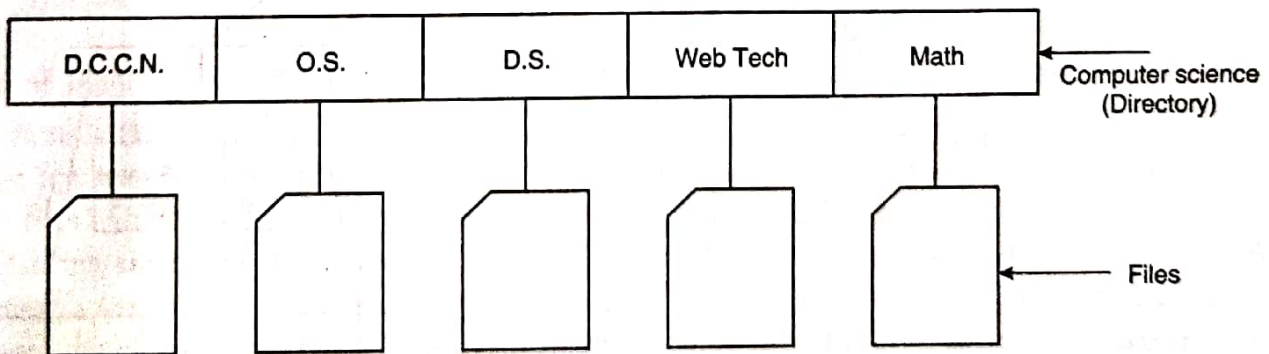 D.C.C.N.
O.S.
D.S.
Web Tech
Math
Computer science
(Directory)
Files